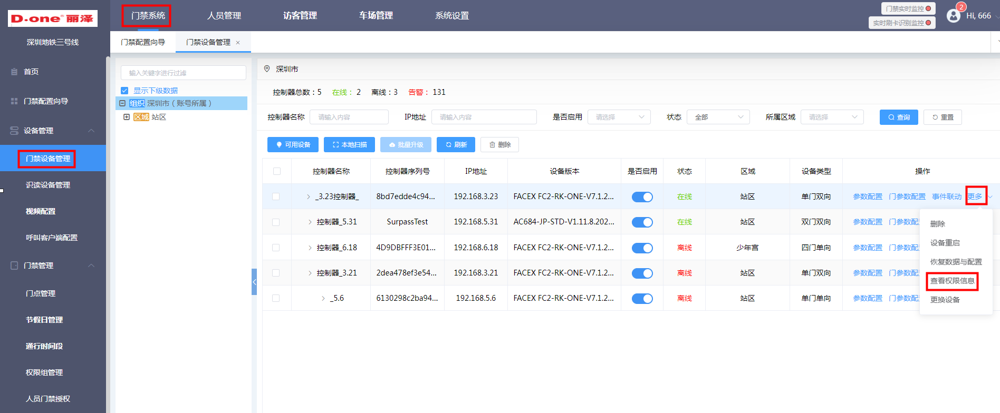 D·one® 丽泽
深圳地铁三号线
门禁系统 人员管理 访客管理 车场管理 系统设置
门禁实时监控
实时刷卡识别监控
2
Hi, 666
门禁配置向导 门禁设备管理 ×
首页
门禁配置向导
设备管理
门禁设备管理
识读设备管理
视频配置
呼叫客户端配置
门禁管理
门点管理
节假日管理
通行时间段
权限组管理
人员门禁授权
输入关键字进行过滤
显示下级数据
组织 深圳市（账号所属）
区域 站区
深圳市
控制器总数：5 在线： 2 离线：3 告警： 131
控制器名称 请输入内容 IP地址 请输入内容 是否启用 请选择 状态 全部 所属区域 请选择 查询 重置
可用设备 本地扫描 批量升级 刷新 删除
控制器名称 控制器序列号 IP地址 设备版本 是否启用 状态 区域 设备类型 操作
_3.23控制器_ 8bd7edde4c94... 192.168.3.23 FACEX FC2-RK-ONE-V7.1.2... 在线 站区 单门双向 参数配置 门参数配置 事件联动 更多
控制器_5.31 SurpassTest 192.168.5.31 AC684-JP-STD-V1.11.8.202... 在线 站区 双门双向 参数配置 门参数配
控制器_6.18 4D9DBFFF3E01... 192.168.6.18 FACEX FC2-RK-ONE-V7.1.2... 离线 少年宫 四门单向 参数配置 门参数配
控制器_3.21 2dea478ef3e54... 192.168.3.21 FACEX FC2-RK-ONE-V7.1.2... 离线 站区 单门双向 参数配置 门参数配
_5.6 6130298c2ba94... 192.168.5.6 FACEX FC2-RK-ONE-V7.1.2... 离线 站区 单门单向 参数配置 门参数配
删除
设备重启
恢复数据与配置
查看权限信息
更换设备